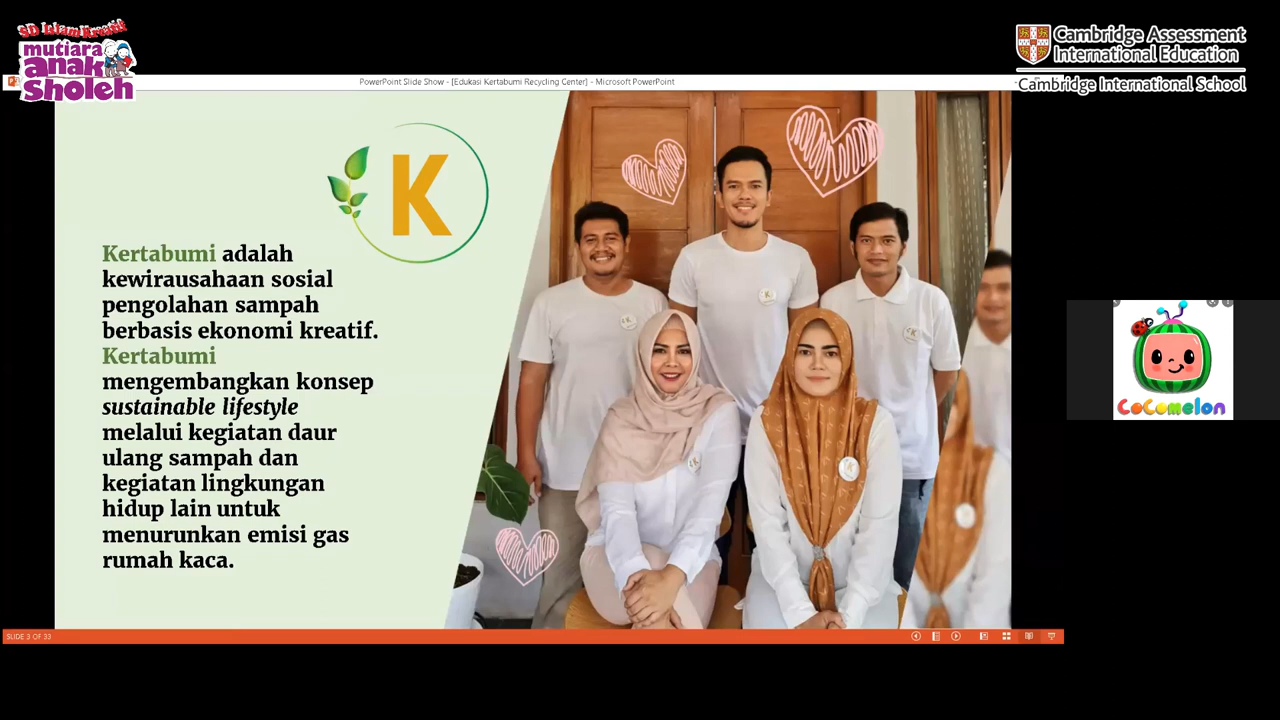 SD Islam Kreatif
mutiara
anak
Sholeh
Cambridge Assessment
International Education
Cambridge International School
PowerPoint Slide Show - [Edukasi Kertabumi Recycling Center] - Microsoft PowerPoint
K
Kertabumi adalah
kewirausahaan sosial
pengolahan sampah
berbasis ekonomi kreatif.
Kertabumi
mengembangkan konsep
sustainable lifestyle
melalui kegiatan daur
ulang sampah dan
kegiatan lingkungan
hidup lain untuk
menurunkan emisi gas
rumah kaca.
K
K
K
K
CoComelon
SLIDE 3 OF 33